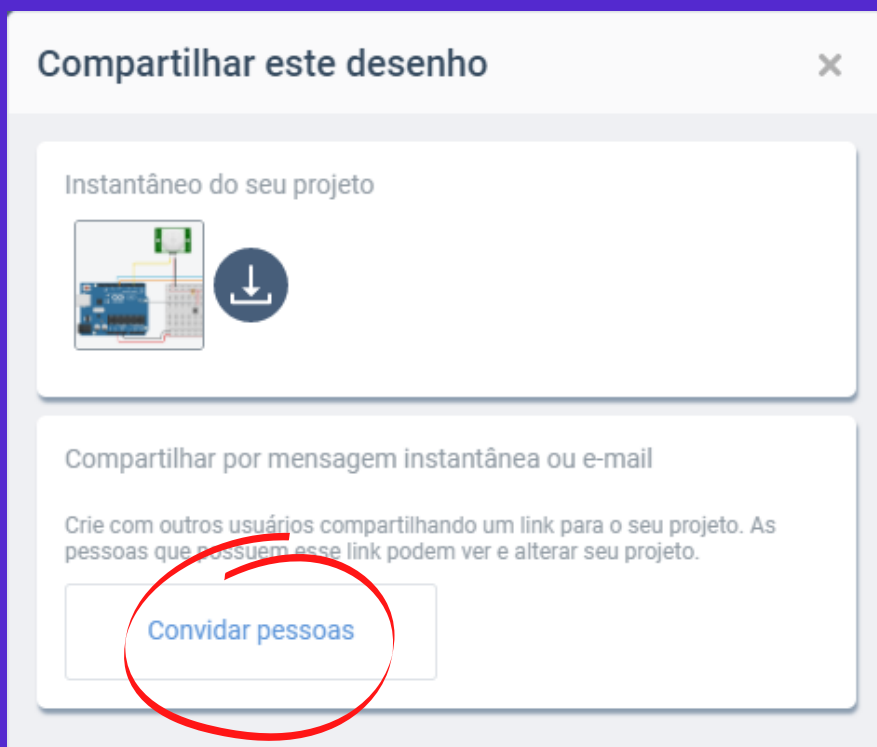 Compartilhar este desenho
Instantâneo do seu projeto
Compartilhar por mensagem instantânea ou e-mail
Crie com outros usuários compartilhando um link para o seu projeto. As
pessoas que possuem esse link podem ver e alterar seu projeto.
Convidar pessoas